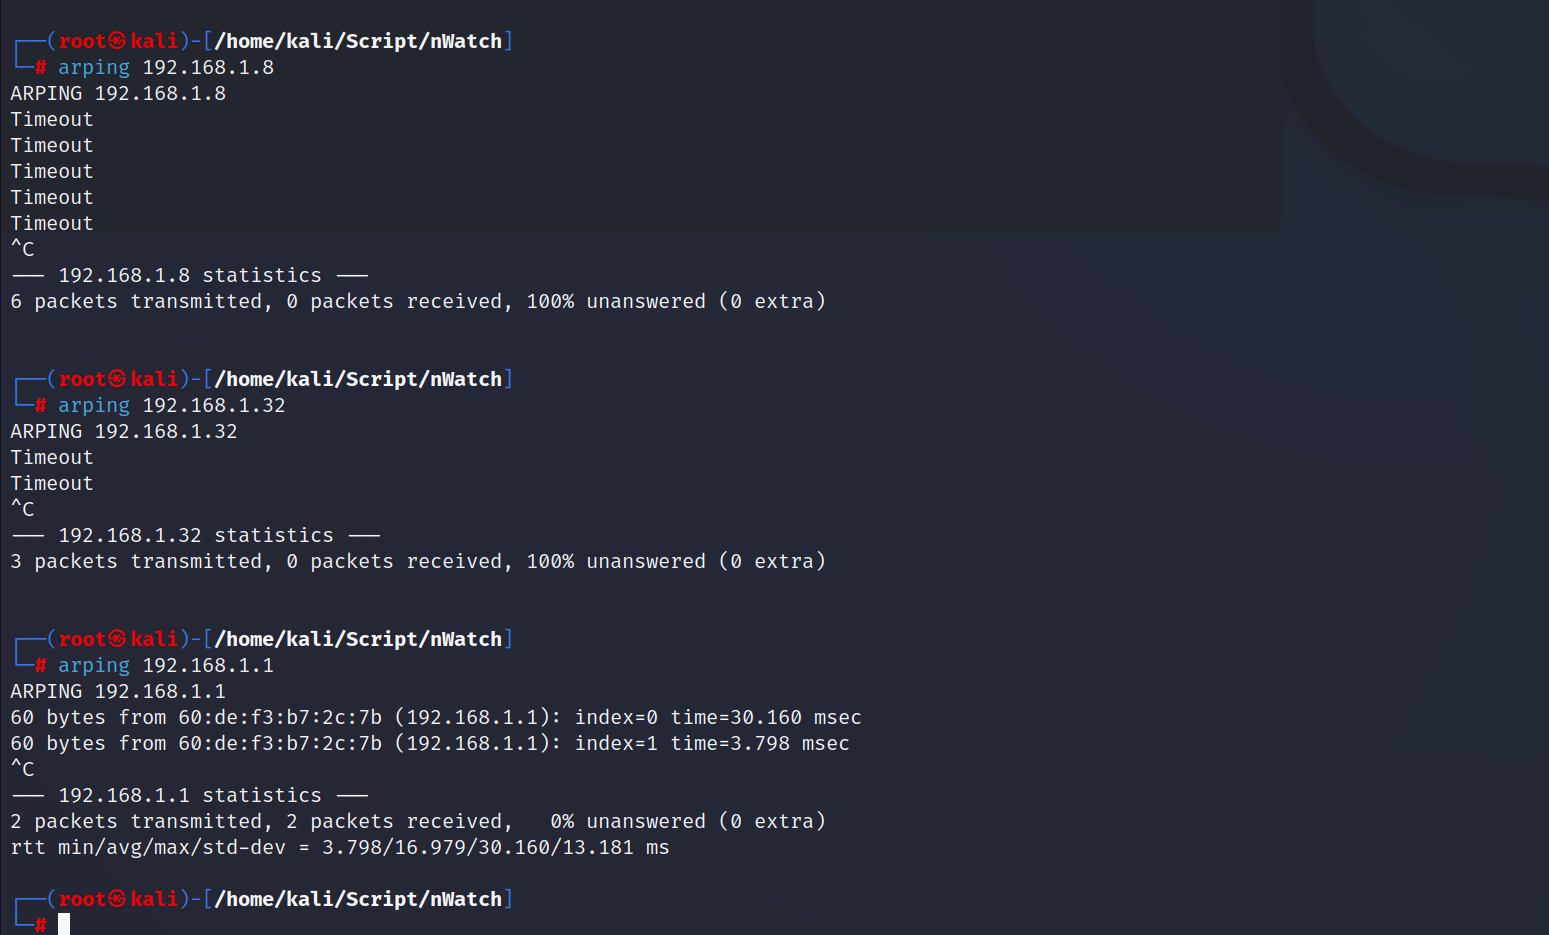 ┌──(root㉿kali)-[/home/kali/Script/nWatch]
└─# arping 192.168.1.8
ARPING 192.168.1.8
Timeout
Timeout
Timeout
Timeout
Timeout
^C
--- 192.168.1.8 statistics ---
6 packets transmitted, 0 packets received, 100% unanswered (0 extra)
┌──(root㉿kali)-[/home/kali/Script/nWatch]
└─# arping 192.168.1.32
ARPING 192.168.1.32
Timeout
Timeout
^C
--- 192.168.1.32 statistics ---
3 packets transmitted, 0 packets received, 100% unanswered (0 extra)
┌──(root㉿kali)-[/home/kali/Script/nWatch]
└─# arping 192.168.1.1
ARPING 192.168.1.1
60 bytes from 60:de:f3:b7:2c:7b (192.168.1.1): index=0 time=30.160 msec
60 bytes from 60:de:f3:b7:2c:7b (192.168.1.1): index=1 time=3.798 msec
^C
--- 192.168.1.1 statistics ---
2 packets transmitted, 2 packets received,   0% unanswered (0 extra)
rtt min/avg/max/std-dev = 3.798/16.979/30.160/13.181 ms
┌──(root㉿kali)-[/home/kali/Script/nWatch]
└─#